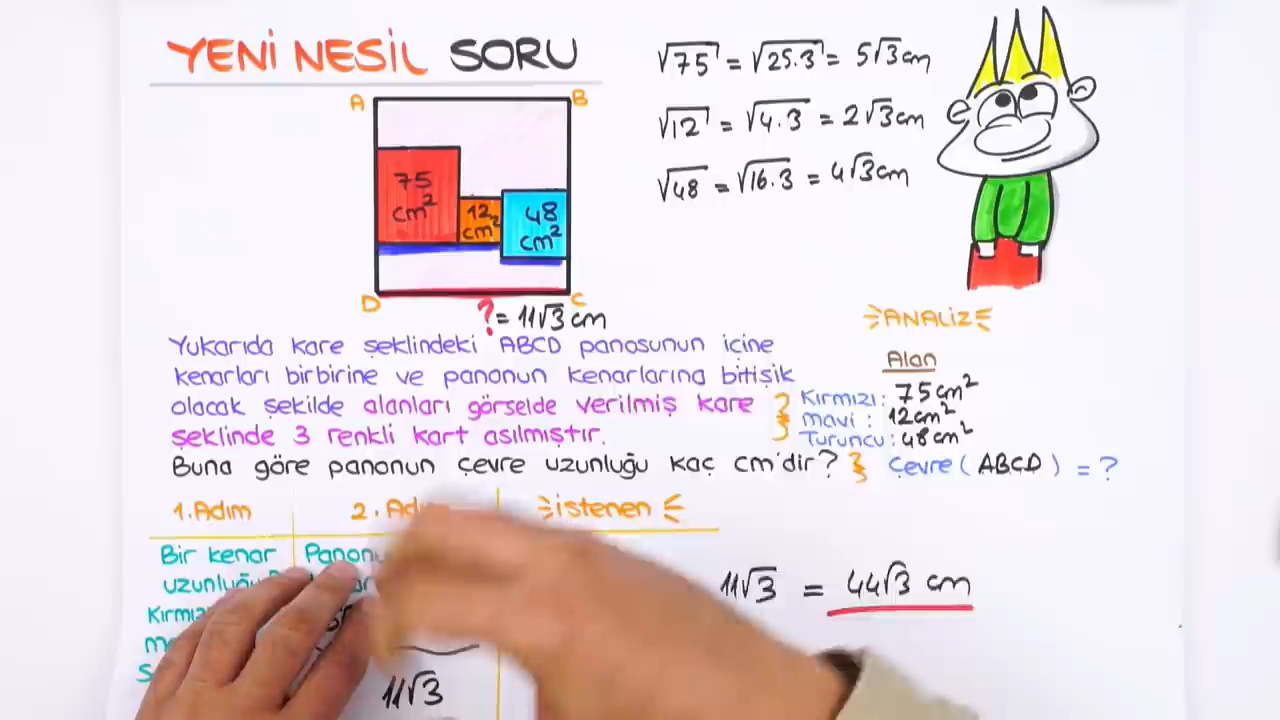 YENİ NESİL SORU
A B
75 cm²
12 cm²
48 cm²
D C
? = 11√3 cm
√75 = √25.3 = 5√3 cm
√12 = √4.3 = 2√3 cm
√48 = √16.3 = 4√3 cm
Yukarıda kare şeklindeki ABCD panosunun içine
kenarları birbirine ve panonun kenarlarına bitişik
olacak şekilde alanları görselde verilmiş kare
şeklinde 3 renkli kart asılmıştır.
Buna göre panonun çevre uzunluğu kaç cm'dir?
ANALİZ
Alan
Kırmızı: 75 cm²
mavi : 12 cm²
Turuncu: 48 cm²
Çevre (ABCD) = ?
1. Adım
2.
istenen
Bir kenar
uzunluğu
11√3
11√3 = 44√3 cm